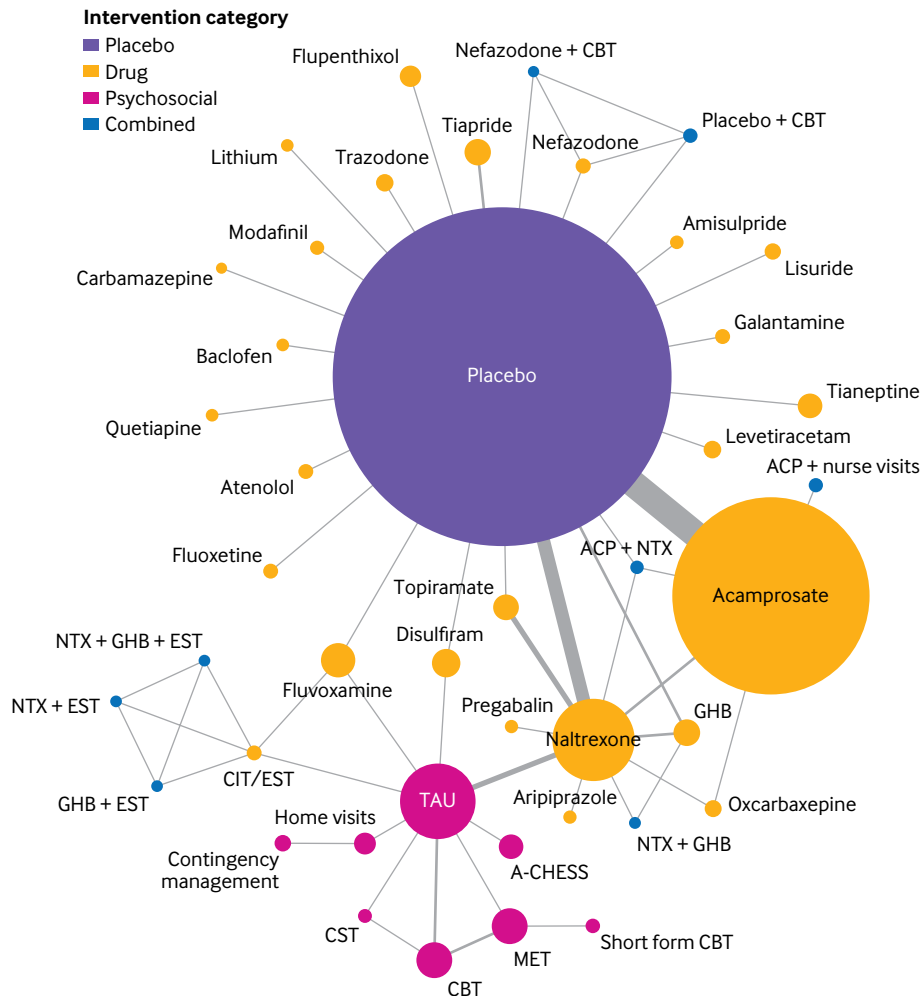 Intervention category
Placebo
Drug
Psychosocial
Combined
Flupenthixol
Nefazodone + CBT
Placebo + CBT
Tiapride
Nefazodone
Lithium
Trazodone
Modafinil
Amisulpride
Carbamazepine
Lisuride
Galantamine
Baclofen
Placebo
Tianeptine
Quetiapine
Levetiracetam
ACP + nurse visits
Atenolol
Fluoxetine
ACP + NTX
Topiramate
Acamprosate
Disulfiram
NTX + GHB + EST
Fluvoxamine
NTX + EST
Pregabalin
GHB
Naltrexone
CIT/EST
GHB + EST
TAU
Aripiprazole
Oxcarbaxepine
Home visits
NTX + GHB
Contingency
management
A-CHESS
CST
MET
Short form CBT
CBT